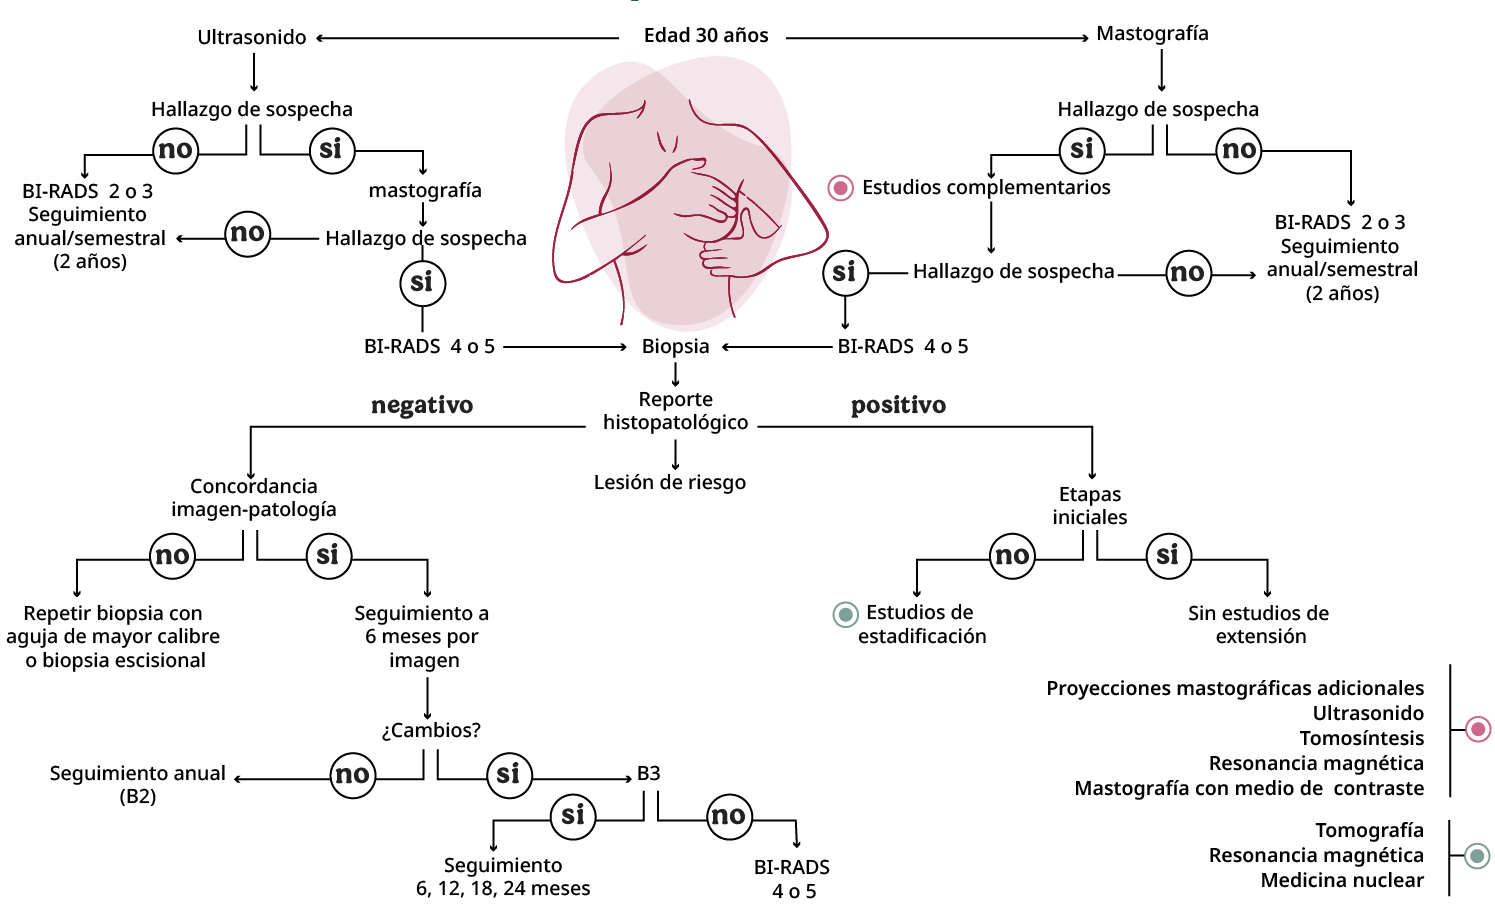 Ultrasonido
Edad 30 años
Mastografía
Hallazgo de sospecha
no
si
BI-RADS 2 o 3
Seguimiento
anual/semestral
(2 años)
mastografía
no
Hallazgo de sospecha
si
BI-RADS 4 o 5
Hallazgo de sospecha
si
no
Estudios complementarios
BI-RADS 2 o 3
Seguimiento
anual/semestral
(2 años)
si
Hallazgo de sospecha
no
BI-RADS 4 o 5
Biopsia
Reporte
histopatológico
negativo
positivo
Lesión de riesgo
Concordancia
imagen-patología
no
si
Repetir biopsia con
aguja de mayor calibre
o biopsia escisional
Seguimiento a
6 meses por
imagen
¿Cambios?
no
si
Seguimiento anual
(B2)
B3
si
no
Seguimiento
6, 12, 18, 24 meses
BI-RADS
4 o 5
Etapas
iniciales
no
si
Estudios de
estadificación
Sin estudios de
extensión
Proyecciones mastográficas adicionales
Ultrasonido
Tomosíntesis
Resonancia magnética
Mastografía con medio de contraste
Tomografía
Resonancia magnética
Medicina nuclear